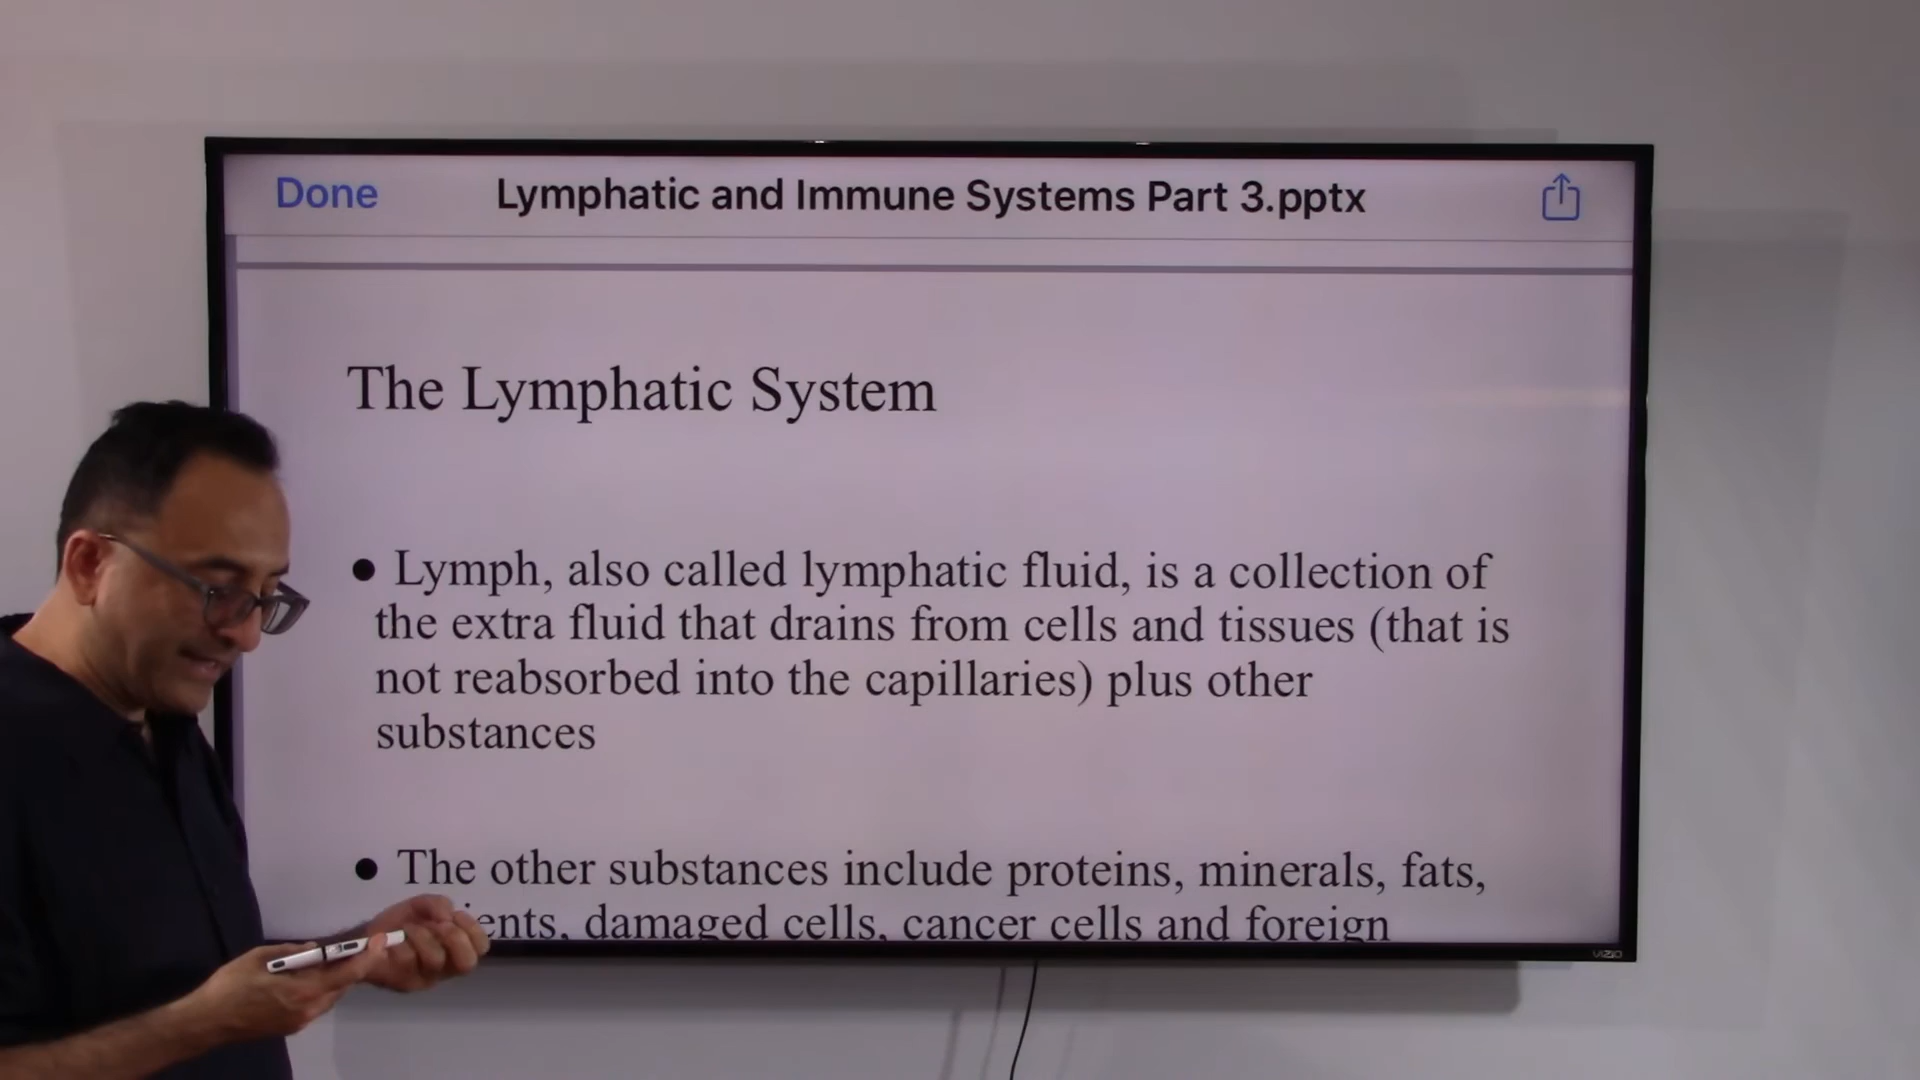 Done Lymphatic and Immune Systems Part 3.pptx
The Lymphatic System
● Lymph, also called lymphatic fluid, is a collection of
the extra fluid that drains from cells and tissues (that is
not reabsorbed into the capillaries) plus other
substances
● The other substances include proteins, minerals, fats,
damaged cells, cancer cells and foreign
VIZIO